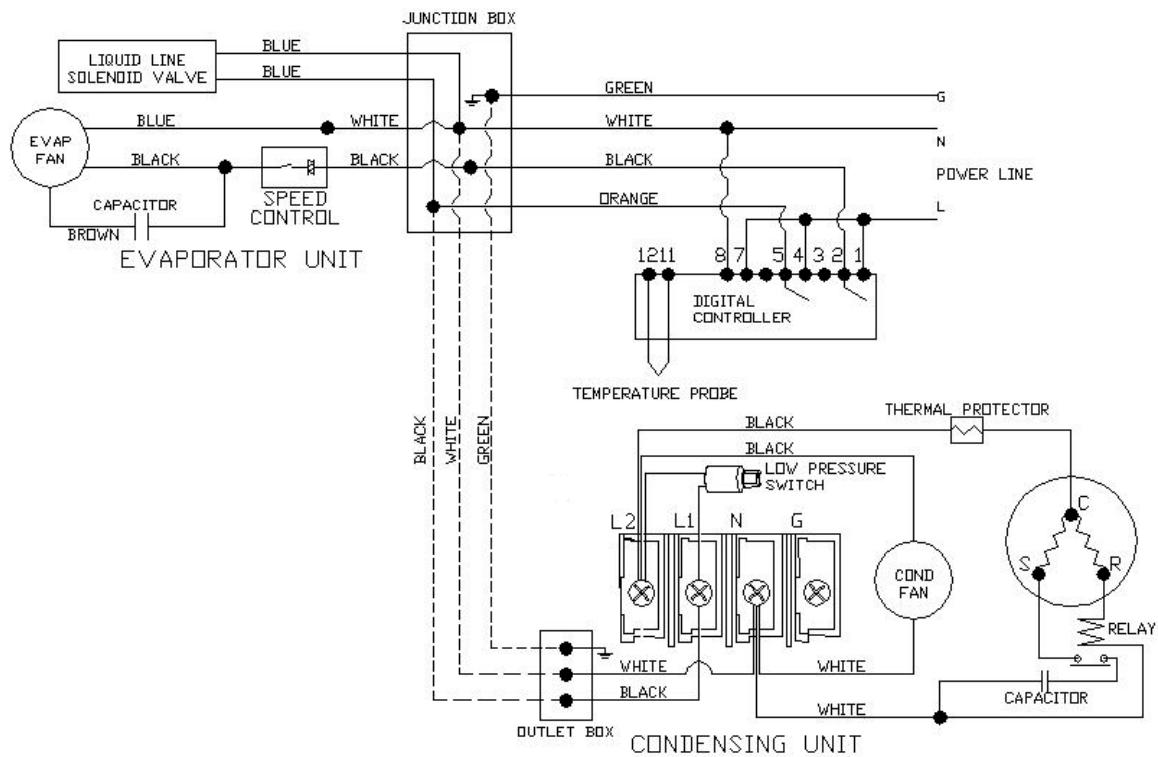 JUNCTION BOX
LIQUID LINE
SOLENOID VALVE
BLUE
BLUE
GREEN
G
BLUE
WHITE
WHITE
N
EVAP
FAN
BLACK
BLACK
BLACK
POWER LINE
SPEED
CONTROL
ORANGE
L
CAPACITOR
BROWN
EVAPORATOR UNIT
12 11 8 7 5 4 3 2 1
DIGITAL
CONTROLLER
TEMPERATURE PROBE
BLACK
WHITE
GREEN
THERMAL PROTECTOR
BLACK
BLACK
LOW PRESSURE
SWITCH
L2 L1 N G
C
S
R
COND
FAN
RELAY
WHITE
WHITE
BLACK
CAPACITOR
WHITE
OUTLET BOX
CONDENSING UNIT